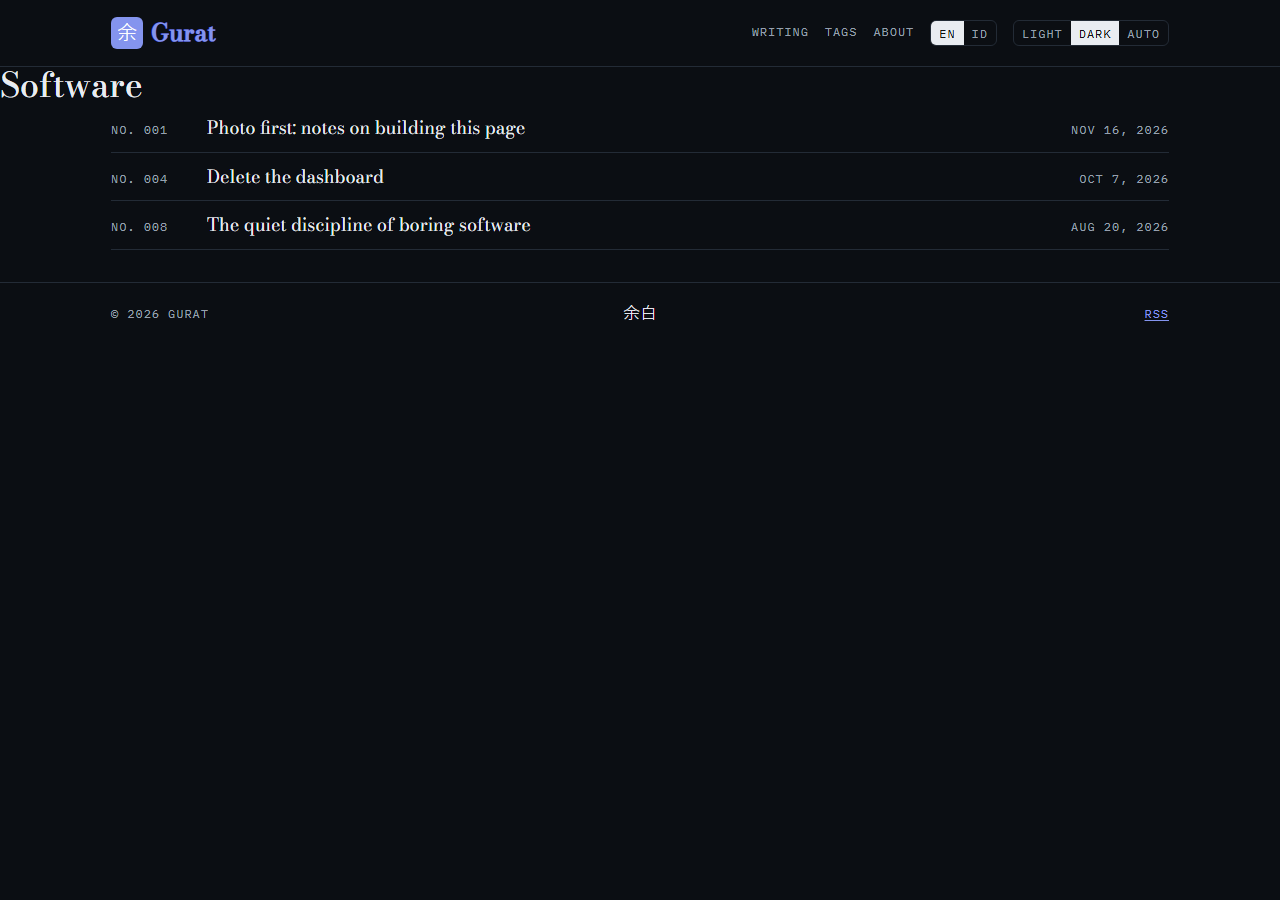 余 Gurat
WRITING TAGS ABOUT EN ID LIGHT DARK AUTO
Software
NO. 001 Photo first: notes on building this page NOV 16, 2026
NO. 004 Delete the dashboard OCT 7, 2026
NO. 008 The quiet discipline of boring software AUG 20, 2026
© 2026 GURAT 余白 RSS